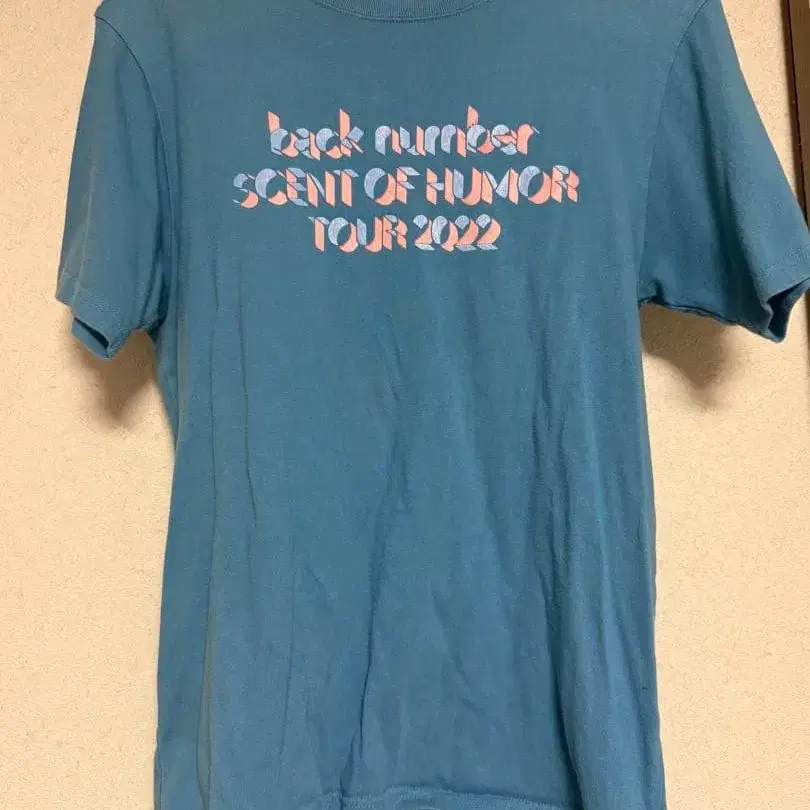 back number
SCENT OF HUMOR
TOUR 2022